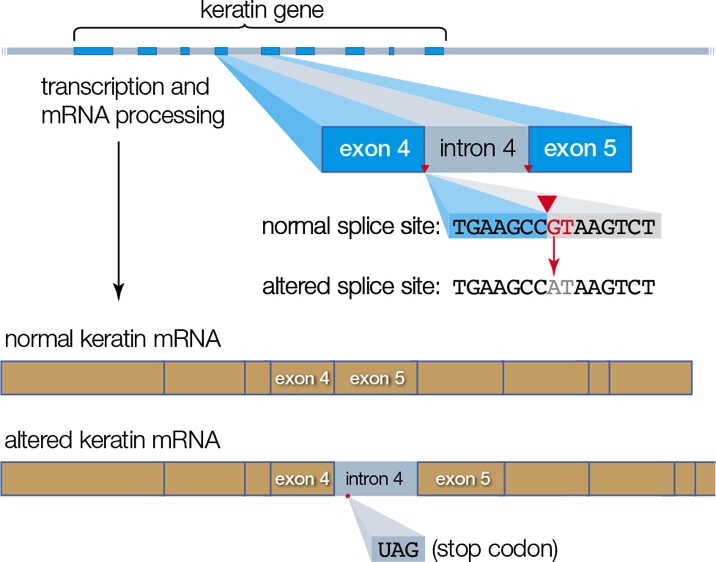 keratin gene
transcription and
mRNA processing
exon 4 intron 4 exon 5
normal splice site: TGAAGCCGTAAGTCT
altered splice site: TGAAGCCATAAGTCT
normal keratin mRNA
exon 4 exon 5
altered keratin mRNA
exon 4 intron 4 exon 5
UAG (stop codon)